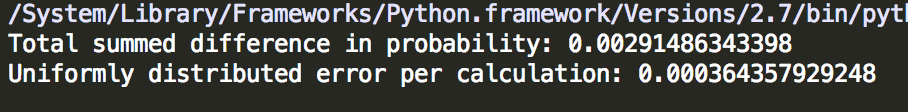 /System/Library/Frameworks/Python.framework/Versions/2.7/bin/pyth
Total summed difference in probability: 0.00291486343398
Uniformly distributed error per calculation: 0.000364357929248